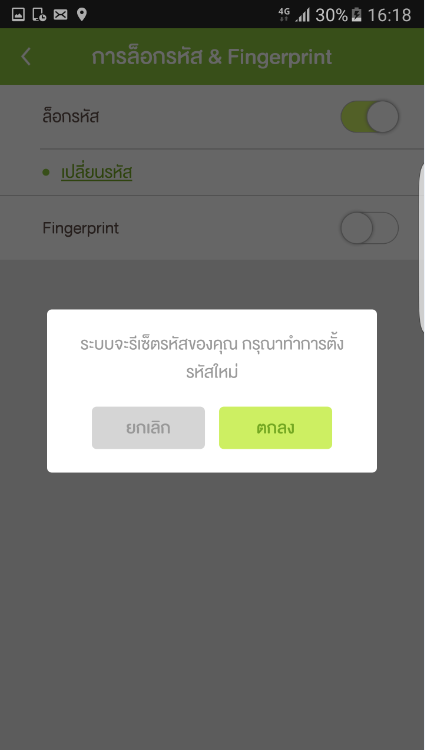 4G 30% 16:18
การล็อกรหัส & Fingerprint
ล็อกรหัส
เปลี่ยนรหัส
Fingerprint
ระบบจะรีเซ็ตรหัสของคุณ กรุณาทำการตั้ง
รหัสใหม่
ยกเลิก ตกลง